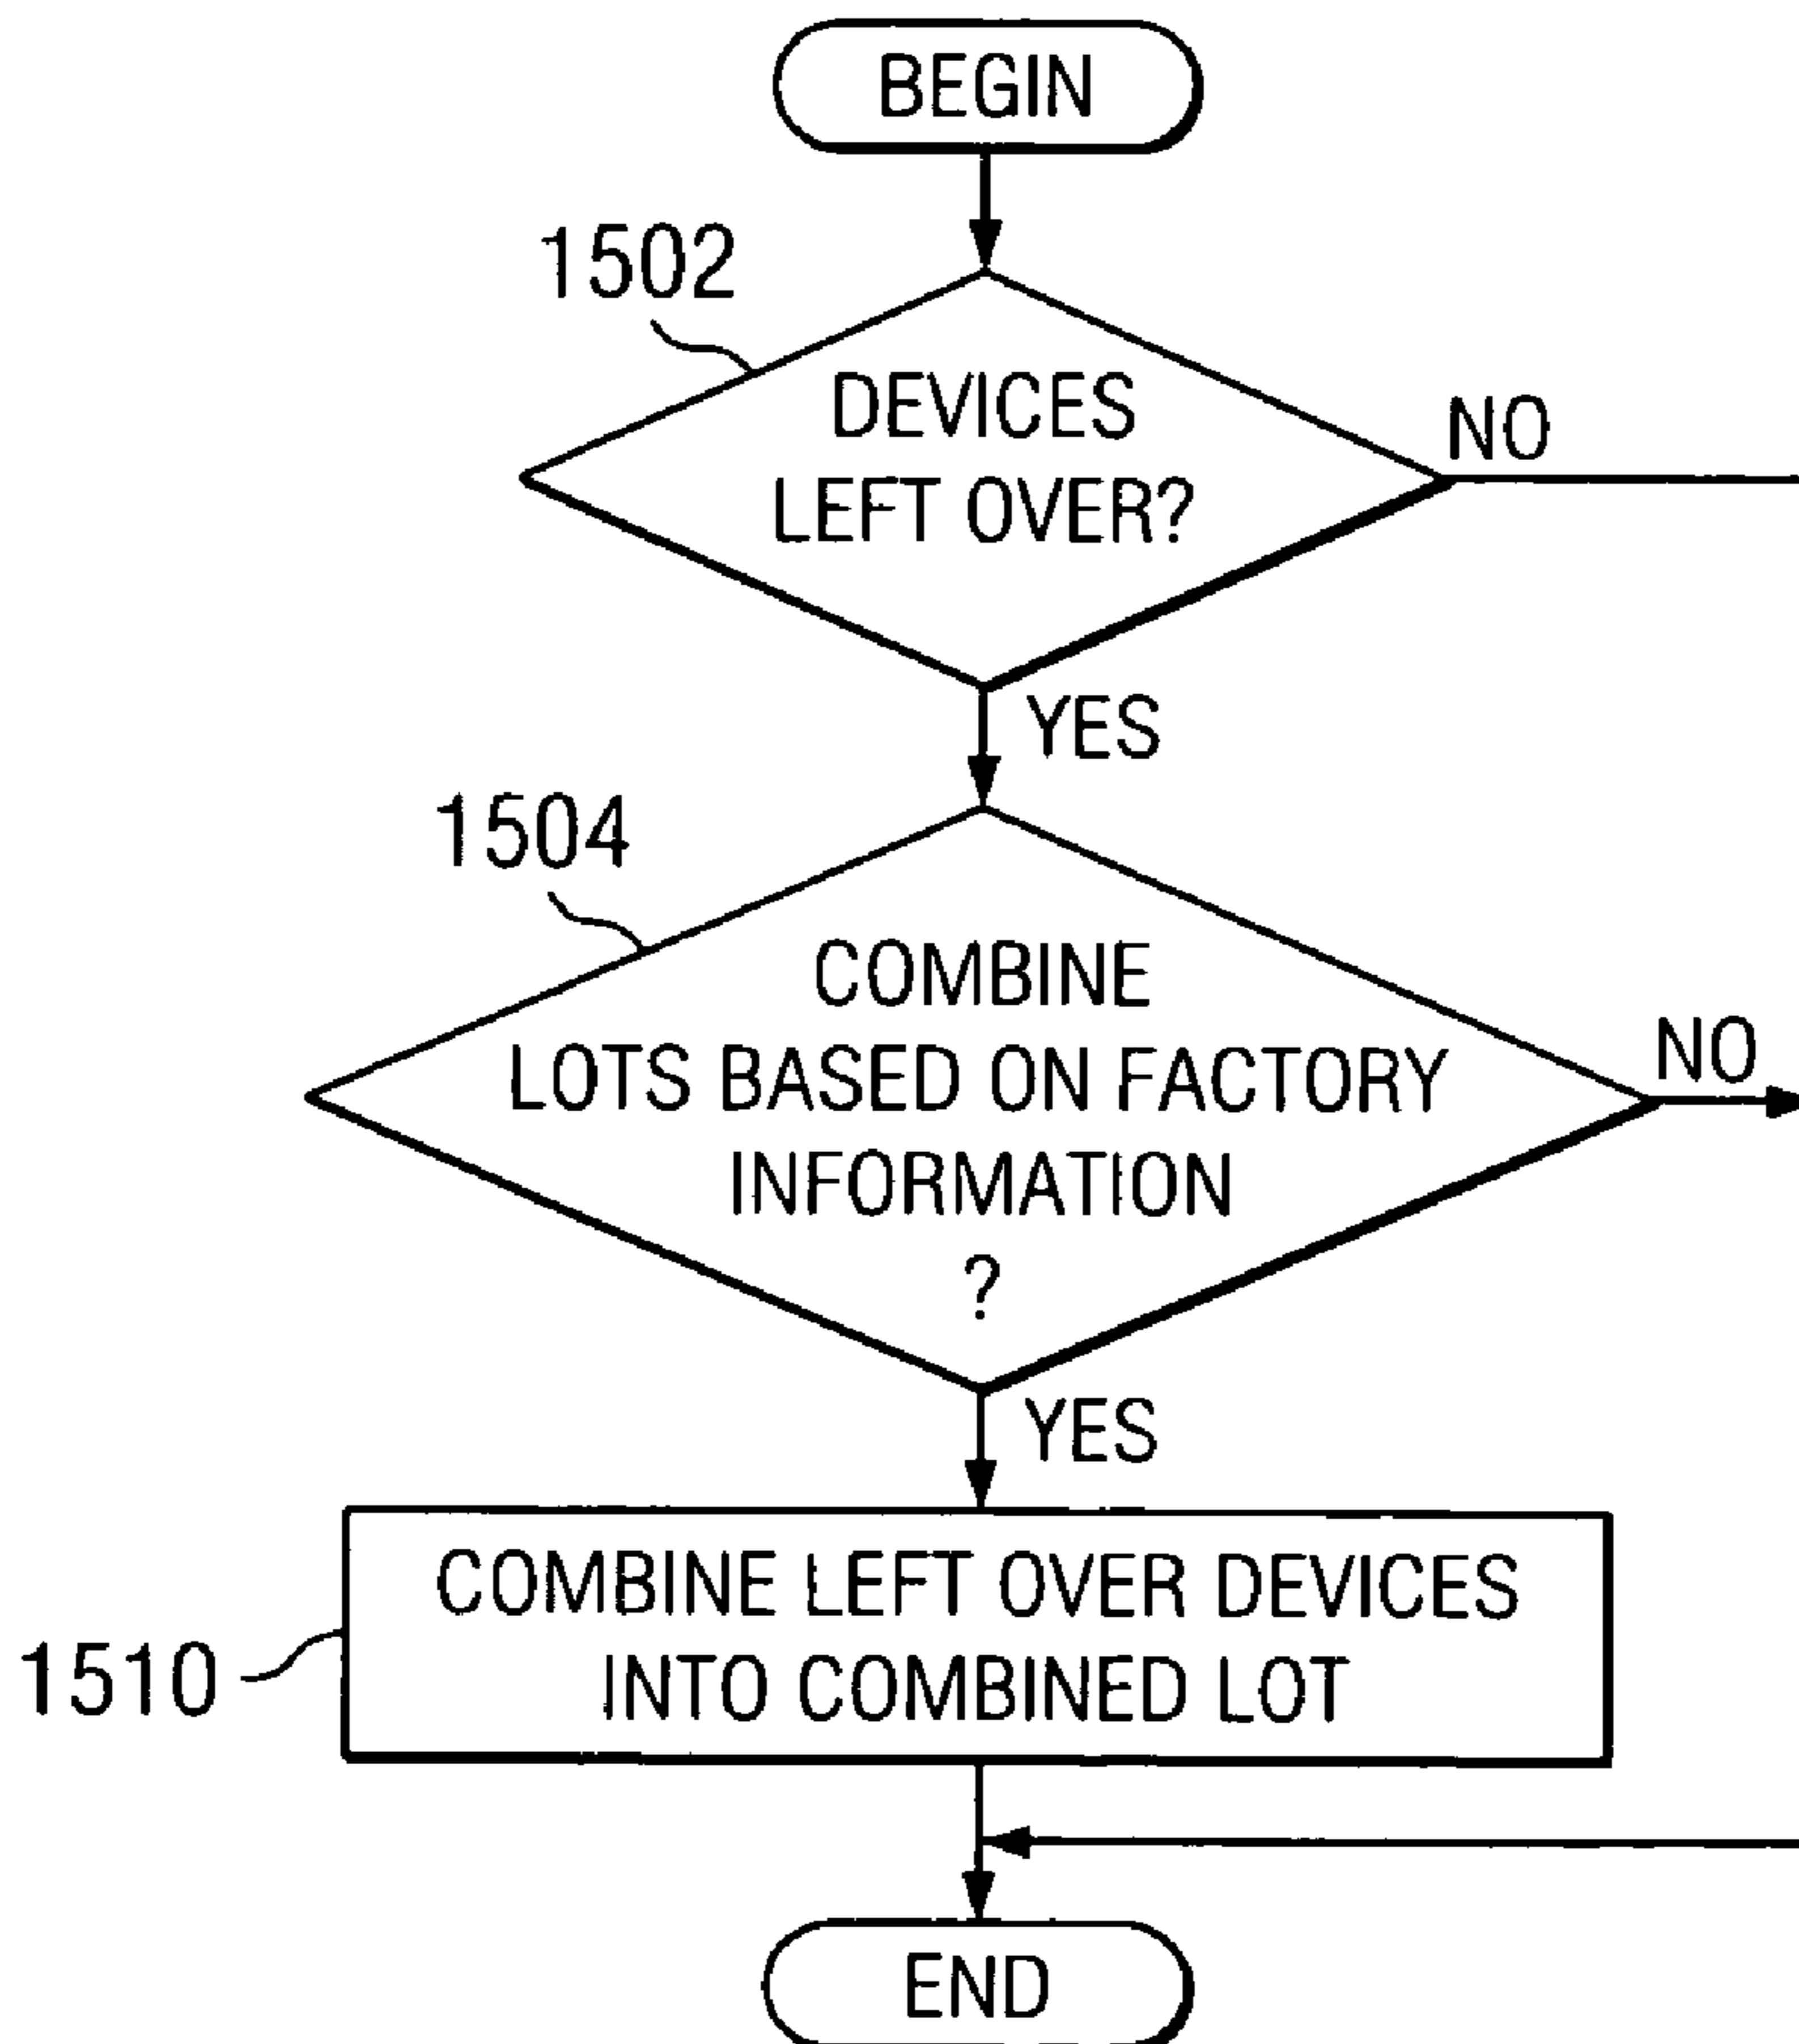 BEGIN
1502
DEVICES
LEFT OVER?
NO
YES
1504
COMBINE
LOTS BASED ON FACTORY
INFORMATION
?
NO
YES
COMBINE LEFT OVER DEVICES
INTO COMBINED LOT
1510
END